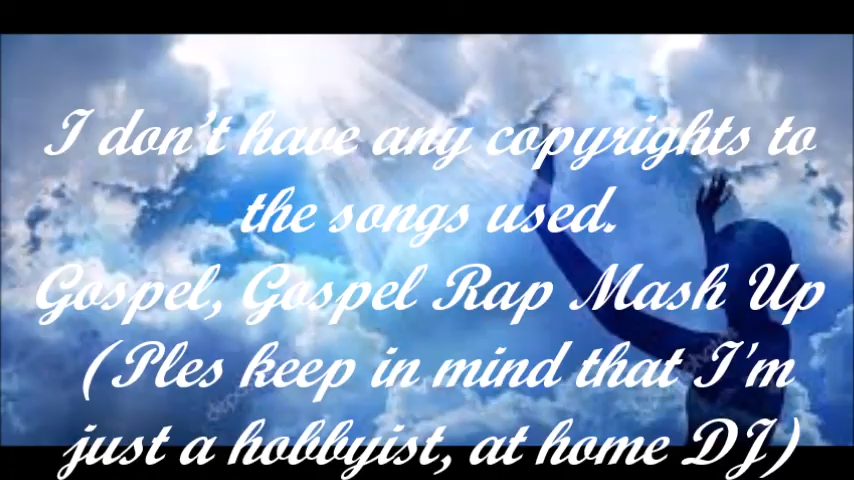 I don't have any copyrights to
the songs used.
Gospel, Gospel Rap Mash Up
(Ples keep in mind that I'm
just a hobbyist, at home DJ)